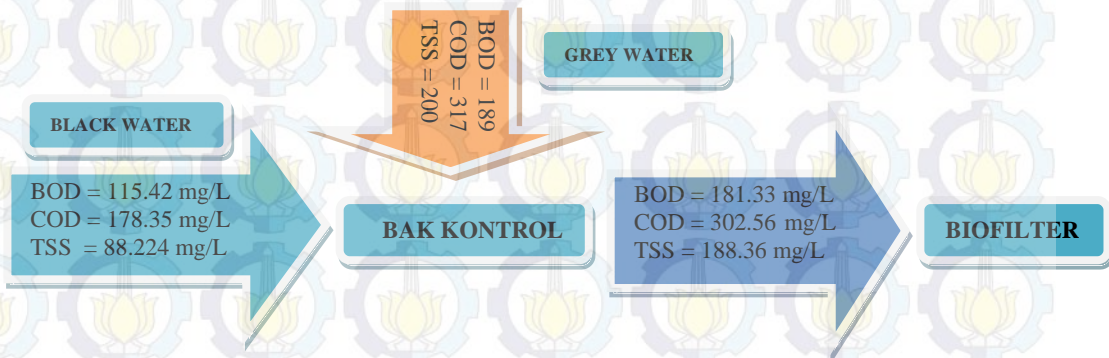 BOD = 189
COD = 317
TSS = 200
GREY WATER
BLACK WATER
BOD = 115.42 mg/L
COD = 178.35 mg/L
TSS = 88.224 mg/L
BAK KONTROL
BOD = 181.33 mg/L
COD = 302.56 mg/L
TSS = 188.36 mg/L
BIOFILTER